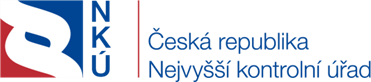 NKÚ
Česká republika
Nejvyšší kontrolní úřad